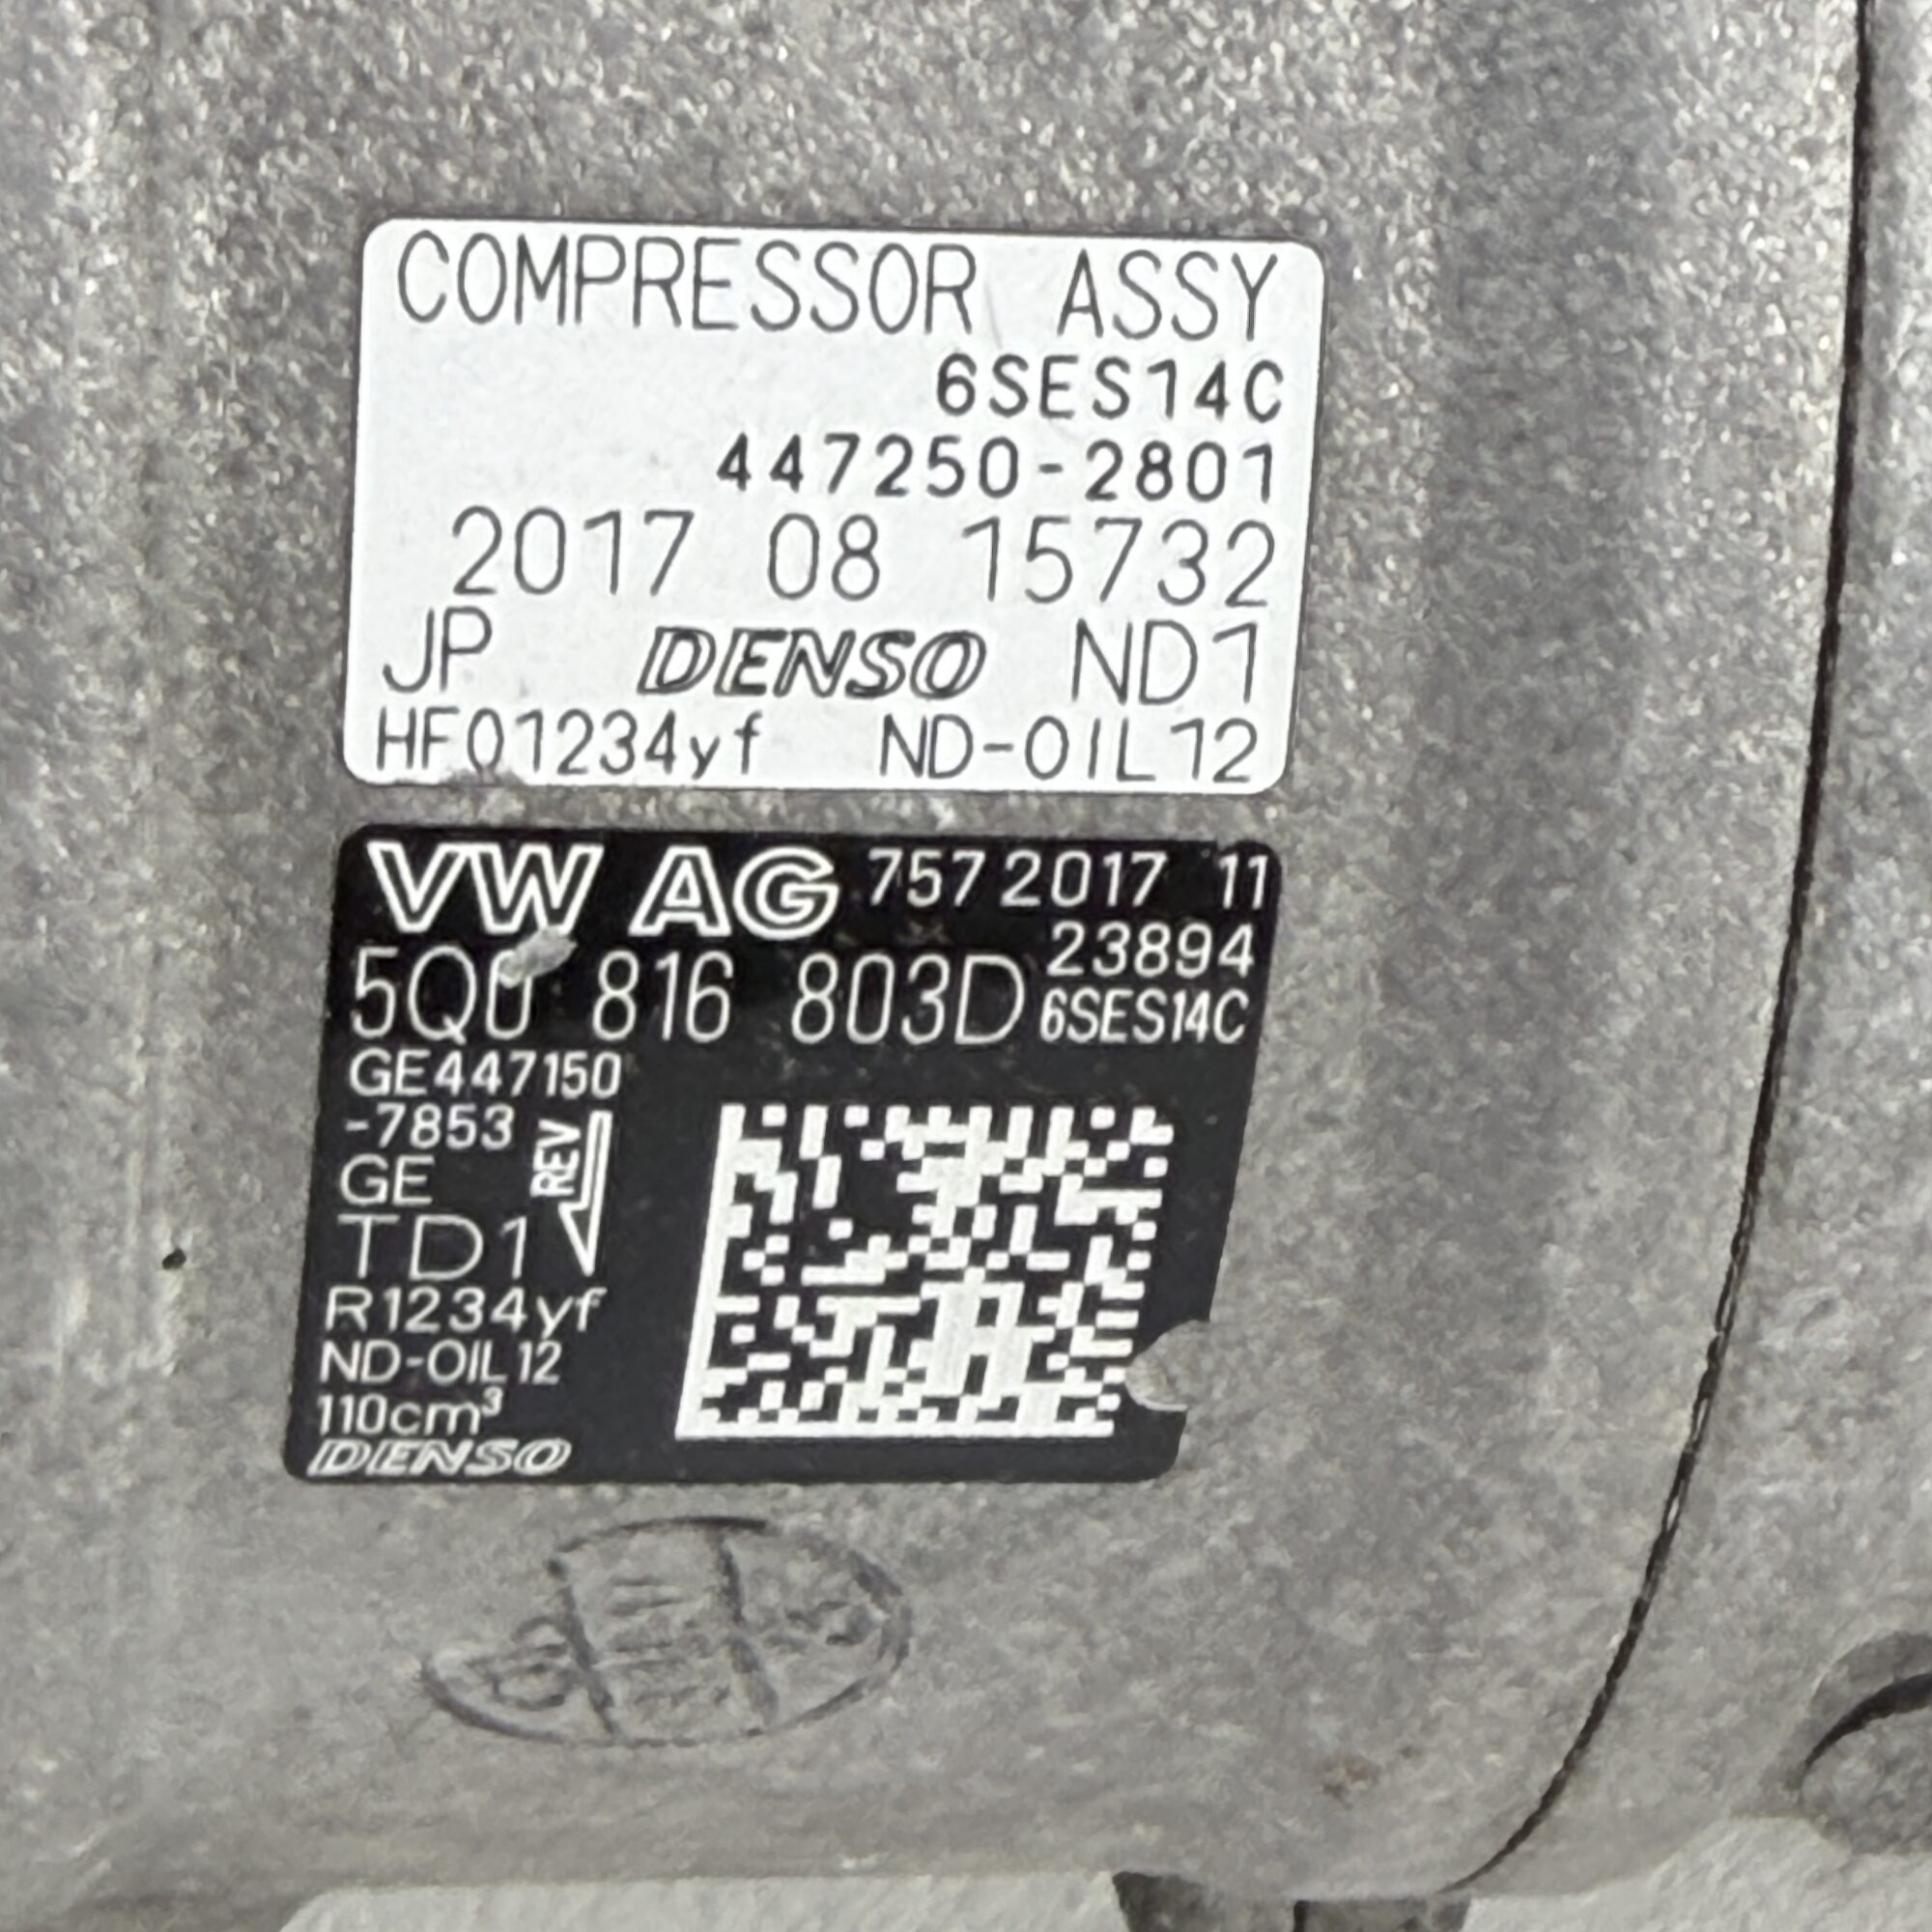 COMPRESSOR ASSY
6SES14C
447250-2801
2017 08 15732
JP DENSO ND1
HFO1234yf ND-OIL12
VW AG 757 2017 11
23894
5Q0 816 803D 6SES14C
GE447150
-7853
REV
GE
TD1
R1234yf
ND-OIL12
110cm³
DENSO